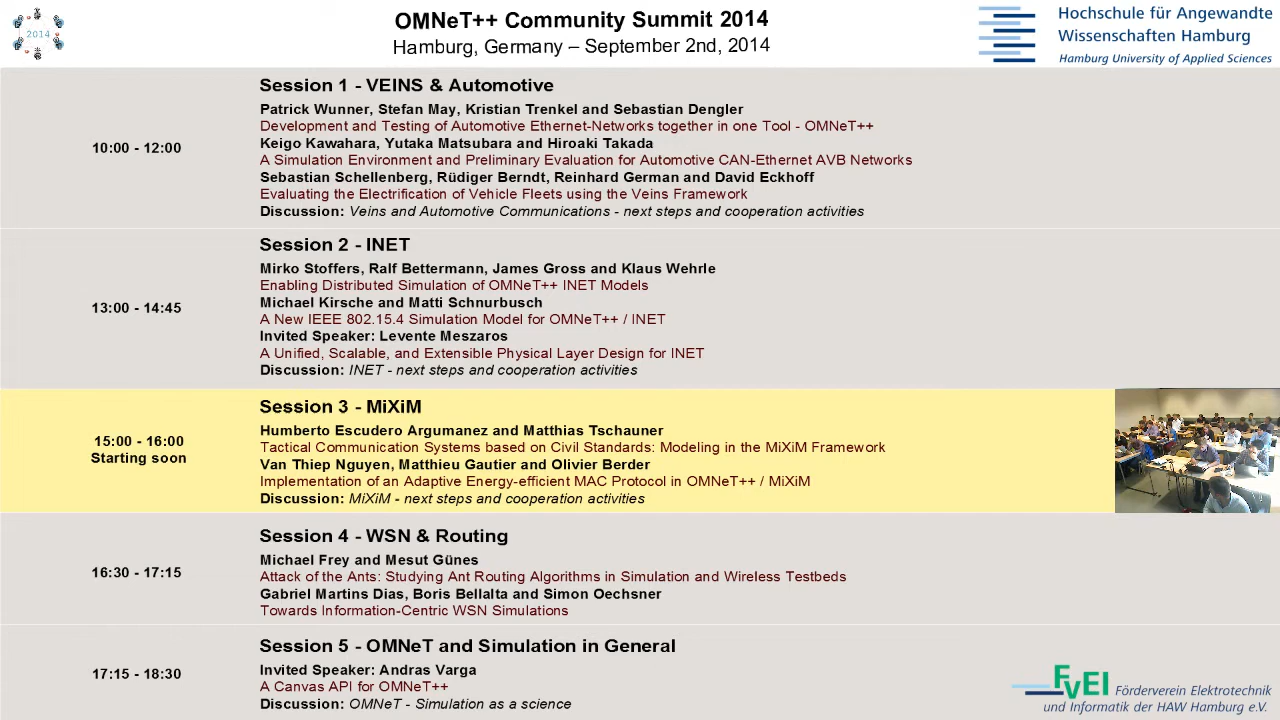 2014
OMNeT++ Community Summit 2014
Hamburg, Germany – September 2nd, 2014
Hochschule für Angewandte
Wissenschaften Hamburg
Hamburg University of Applied Sciences
10:00 - 12:00
Session 1 - VEINS & Automotive
Patrick Wunner, Stefan May, Kristian Trenkel and Sebastian Dengler
Development and Testing of Automotive Ethernet-Networks together in one Tool - OMNeT++
Keigo Kawahara, Yutaka Matsubara and Hiroaki Takada
A Simulation Environment and Preliminary Evaluation for Automotive CAN-Ethernet AVB Networks
Sebastian Schellenberg, Rüdiger Berndt, Reinhard German and David Eckhoff
Evaluating the Electrification of Vehicle Fleets using the Veins Framework
Discussion: Veins and Automotive Communications - next steps and cooperation activities
13:00 - 14:45
Session 2 - INET
Mirko Stoffers, Ralf Bettermann, James Gross and Klaus Wehrle
Enabling Distributed Simulation of OMNeT++ INET Models
Michael Kirsche and Matti Schnurbusch
A New IEEE 802.15.4 Simulation Model for OMNeT++ / INET
Invited Speaker: Levente Meszaros
A Unified, Scalable, and Extensible Physical Layer Design for INET
Discussion: INET - next steps and cooperation activities
15:00 - 16:00
Starting soon
Session 3 - MiXiM
Humberto Escudero Argumanez and Matthias Tschauner
Tactical Communication Systems based on Civil Standards: Modeling in the MiXiM Framework
Van Thiep Nguyen, Matthieu Gautier and Olivier Berder
Implementation of an Adaptive Energy-efficient MAC Protocol in OMNeT++ / MiXiM
Discussion: MiXiM - next steps and cooperation activities
16:30 - 17:15
Session 4 - WSN & Routing
Michael Frey and Mesut Günes
Attack of the Ants: Studying Ant Routing Algorithms in Simulation and Wireless Testbeds
Gabriel Martins Dias, Boris Bellalta and Simon Oechsner
Towards Information-Centric WSN Simulations
17:15 - 18:30
Session 5 - OMNeT and Simulation in General
Invited Speaker: Andras Varga
A Canvas API for OMNeT++
Discussion: OMNeT - Simulation as a science
FVEI Förderverein Elektrotechnik
und Informatik der HAW Hamburg e.V.